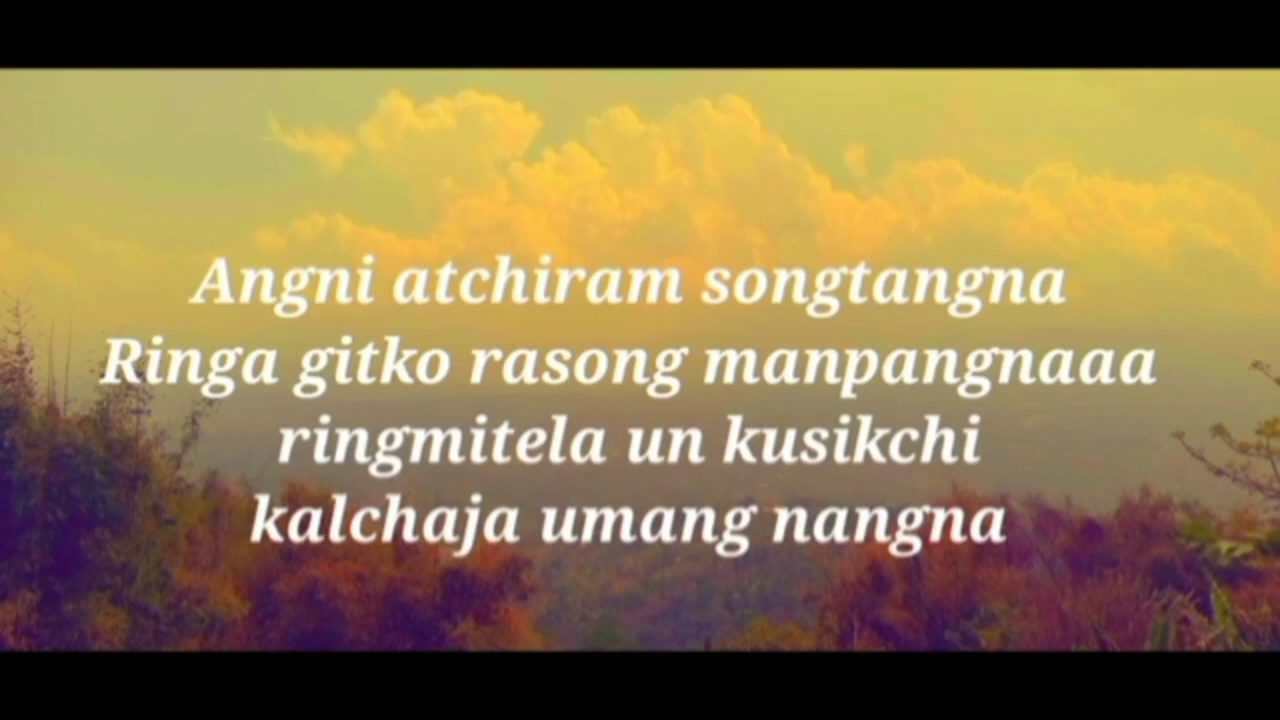 Angni atchiram songtangna
Ringa gitko rasong manpangnaaa
ringmitela un kusikchi
kalchaja umang nangna